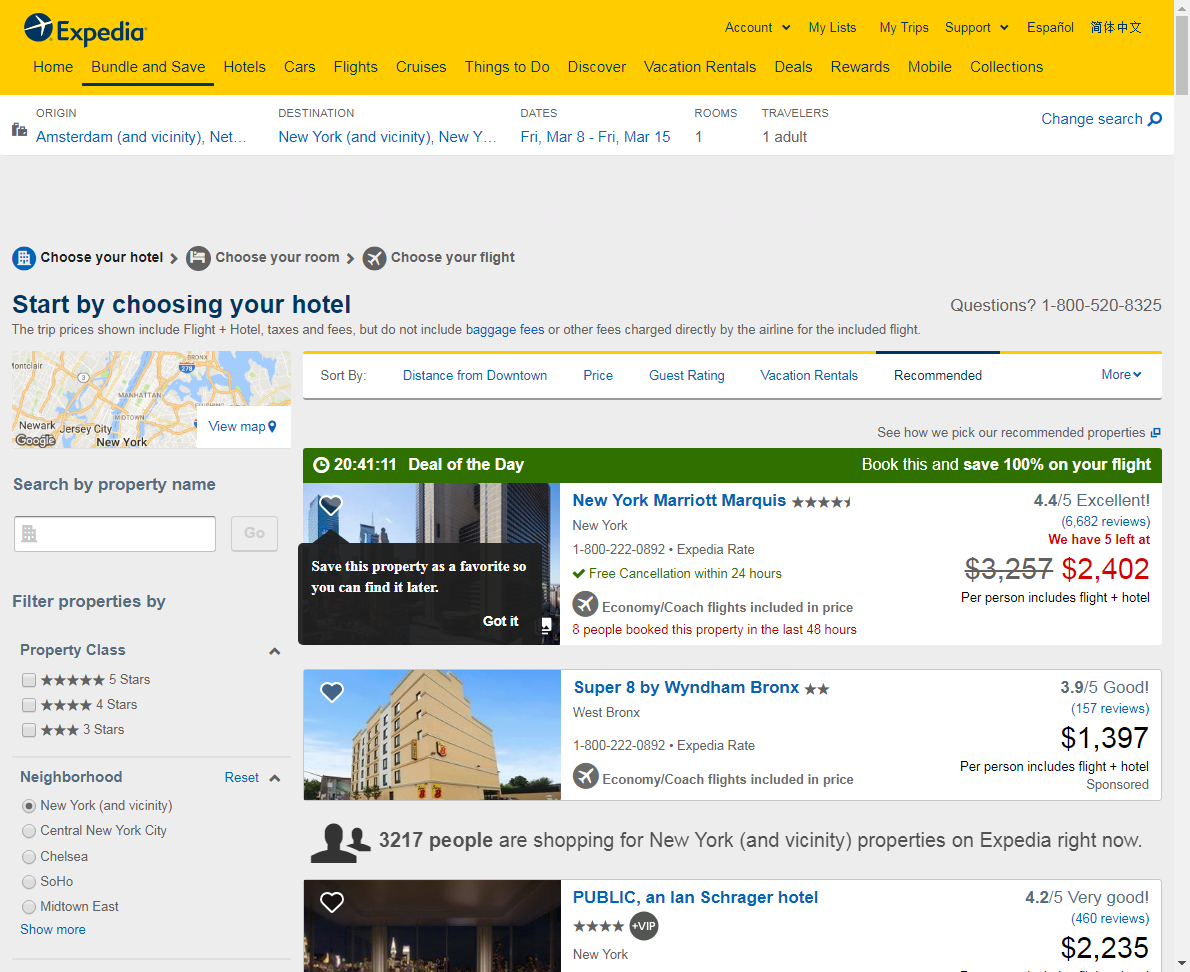 Expedia
Account
My Lists
My Trips
Support
Español
简体中文
Home
Bundle and Save
Hotels
Cars
Flights
Cruises
Things to Do
Discover
Vacation Rentals
Deals
Rewards
Mobile
Collections
ORIGIN
Amsterdam (and vicinity), Net...
DESTINATION
New York (and vicinity), New Y...
DATES
Fri, Mar 8 - Fri, Mar 15
ROOMS
1
TRAVELERS
1 adult
Change search
Choose your hotel
Choose your room
Choose your flight
Start by choosing your hotel
Questions? 1-800-520-8325
The trip prices shown include Flight + Hotel, taxes and fees, but do not include baggage fees or other fees charged directly by the airline for the included flight.
Montclair
BRONX
3
278
MANHATTAN
MIDTOWN
Newark
Jersey City
New York
Google
View map
Sort By:
Distance from Downtown
Price
Guest Rating
Vacation Rentals
Recommended
More
See how we pick our recommended properties
Search by property name
Go
Filter properties by
Property Class
5 Stars
4 Stars
3 Stars
Neighborhood
Reset
New York (and vicinity)
Central New York City
Chelsea
SoHo
Midtown East
Show more
20:41:11 Deal of the Day
Book this and save 100% on your flight
New York Marriott Marquis
New York
1-800-222-0892 • Expedia Rate
Free Cancellation within 24 hours
Economy/Coach flights included in price
8 people booked this property in the last 48 hours
4.4/5 Excellent!
(6,682 reviews)
We have 5 left at
$3,257 $2,402
Per person includes flight + hotel
Save this property as a favorite so
you can find it later.
Got it
Super 8 by Wyndham Bronx
West Bronx
1-800-222-0892 • Expedia Rate
Economy/Coach flights included in price
3.9/5 Good!
(157 reviews)
$1,397
Per person includes flight + hotel
Sponsored
3217 people are shopping for New York (and vicinity) properties on Expedia right now.
PUBLIC, an Ian Schrager hotel
+VIP
New York
4.2/5 Very good!
(460 reviews)
$2,235